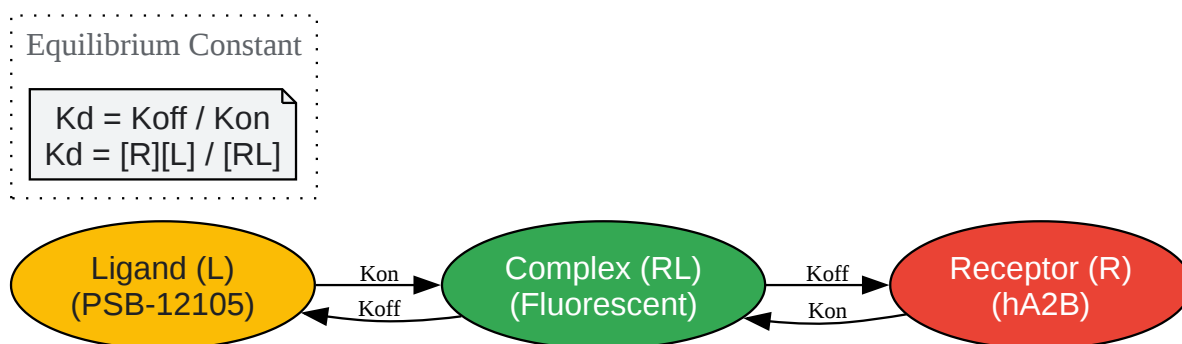 Equilibrium Constant
Kd = Koff / Kon
Kd = [R][L] / [RL]
Ligand (L)
(PSB-12105)
Kon
Koff
Complex (RL)
(Fluorescent)
Koff
Kon
Receptor (R)
(hA2B)